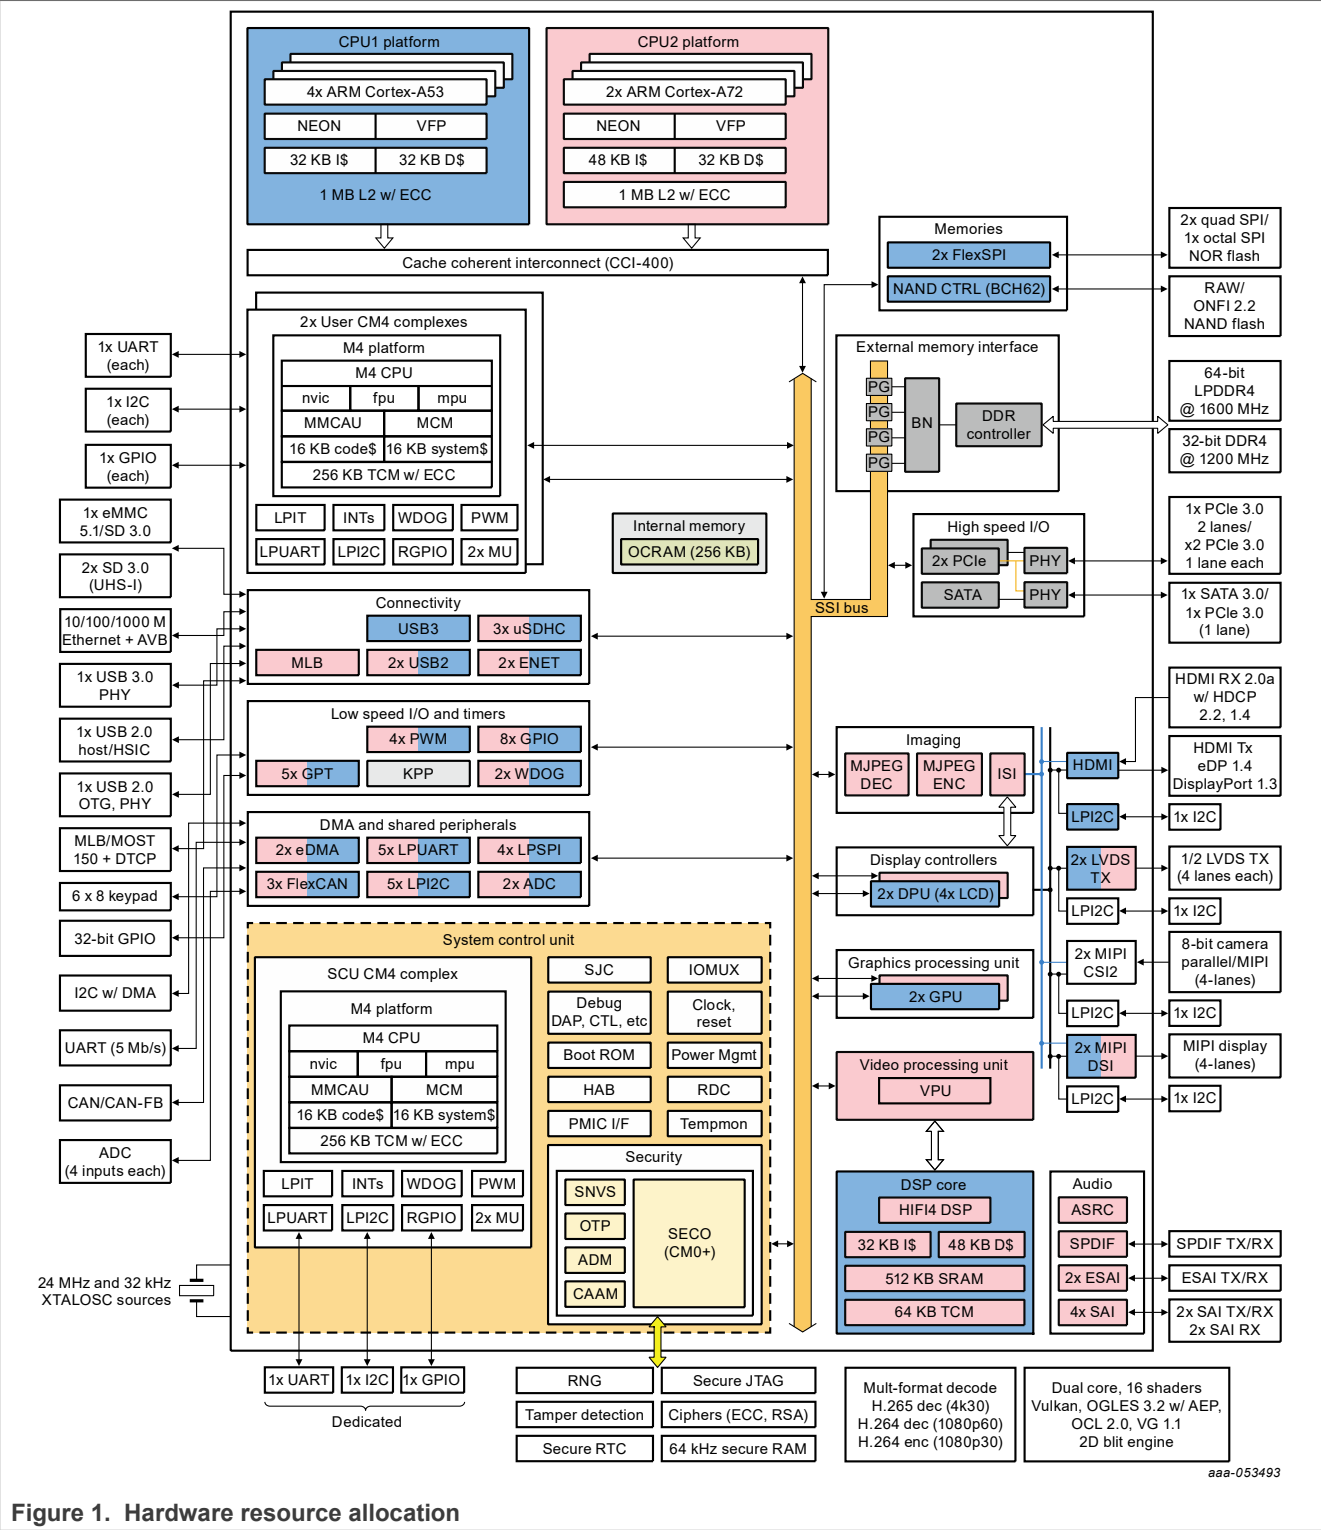 CPU1 platform
4x ARM Cortex-A53
NEON
VFP
32 KB I$
32 KB D$
1 MB L2 w/ ECC
CPU2 platform
2x ARM Cortex-A72
NEON
VFP
48 KB I$
32 KB D$
1 MB L2 w/ ECC
Cache coherent interconnect (CCI-400)
Memories
2x FlexSPI
NAND CTRL (BCH62)
2x quad SPI/
1x octal SPI
NOR flash
RAW/
ONFI 2.2
NAND flash
1x UART
(each)
1x I2C
(each)
1x GPIO
(each)
2x User CM4 complexes
M4 platform
M4 CPU
nvic
fpu
mpu
MMCAU
MCM
16 KB code$
16 KB system$
256 KB TCM w/ ECC
LPIT
INTs
WDOG
PWM
LPUART
LPI2C
RGPIO
2x MU
External memory interface
PG
PG
PG
PG
BN
DDR
controller
64-bit
LPDDR4
@ 1600 MHz
32-bit DDR4
@ 1200 MHz
Internal memory
OCRAM (256 KB)
High speed I/O
2x PCIe
PHY
SATA
PHY
1x PCIe 3.0
2 lanes/
x2 PCIe 3.0
1 lane each
1x SATA 3.0/
1x PCIe 3.0
(1 lane)
SSI bus
1x eMMC
5.1/SD 3.0
2x SD 3.0
(UHS-I)
10/100/1000 M
Ethernet + AVB
1x USB 3.0
PHY
1x USB 2.0
host/HSIC
1x USB 2.0
OTG, PHY
MLB/MOST
150 + DTCP
6 x 8 keypad
32-bit GPIO
I2C w/ DMA
UART (5 Mb/s)
CAN/CAN-FB
ADC
(4 inputs each)
Connectivity
USB3
3x uSDHC
MLB
2x USB2
2x ENET
Low speed I/O and timers
4x PWM
8x GPIO
5x GPT
KPP
2x WDOG
DMA and shared peripherals
2x eDMA
5x LPUART
4x LPSPI
3x FlexCAN
5x LPI2C
2x ADC
Imaging
MJPEG
DEC
MJPEG
ENC
ISI
Display controllers
2x DPU (4x LCD)
Graphics processing unit
2x GPU
Video processing unit
VPU
HDMI
LPI2C
2x LVDS
TX
LPI2C
2x MIPI
CSI2
LPI2C
2x MIPI
DSI
LPI2C
HDMI RX 2.0a
w/ HDCP
2.2, 1.4
HDMI Tx
eDP 1.4
DisplayPort 1.3
1x I2C
1/2 LVDS TX
(4 lanes each)
1x I2C
8-bit camera
parallel/MIPI
(4-lanes)
1x I2C
MIPI display
(4-lanes)
1x I2C
System control unit
SCU CM4 complex
M4 platform
M4 CPU
nvic
fpu
mpu
MMCAU
MCM
16 KB code$
16 KB system$
256 KB TCM w/ ECC
LPIT
INTs
WDOG
PWM
LPUART
LPI2C
RGPIO
2x MU
SJC
IOMUX
Debug
DAP, CTL, etc
Clock,
reset
Boot ROM
Power Mgmt
HAB
RDC
PMIC I/F
Tempmon
Security
SNVS
OTP
ADM
CAAM
SECO
(CM0+)
DSP core
HIFI4 DSP
32 KB I$
48 KB D$
512 KB SRAM
64 KB TCM
Audio
ASRC
SPDIF
2x ESAI
4x SAI
SPDIF TX/RX
ESAI TX/RX
2x SAI TX/RX
2x SAI RX
24 MHz and 32 kHz
XTALOSC sources
1x UART
1x I2C
1x GPIO
Dedicated
RNG
Secure JTAG
Tamper detection
Ciphers (ECC, RSA)
Secure RTC
64 kHz secure RAM
Mult-format decode
H.265 dec (4k30)
H.264 dec (1080p60)
H.264 enc (1080p30)
Dual core, 16 shaders
Vulkan, OGLES 3.2 w/ AEP,
OCL 2.0, VG 1.1
2D blit engine
aaa-053493
Figure 1. Hardware resource allocation